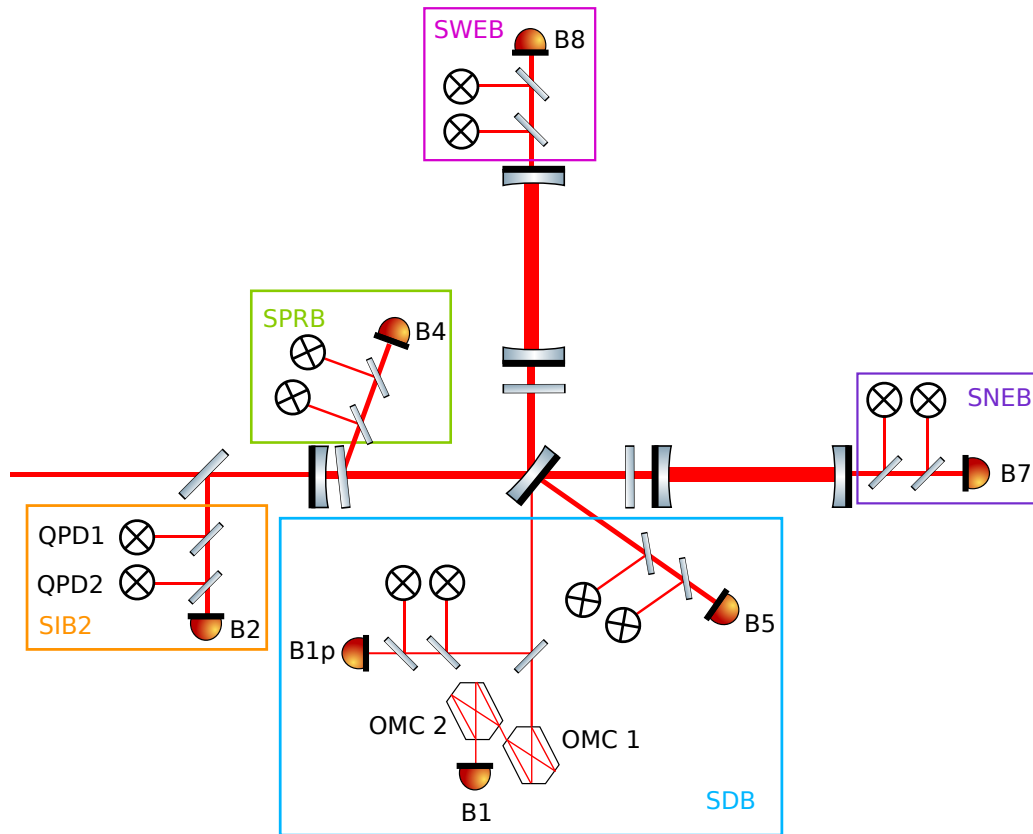 SWEB
B8
SPRB
B4
SNEB
B7
QPD1
QPD2
SIB2
B2
B5
B1p
OMC 2
OMC 1
B1
SDB